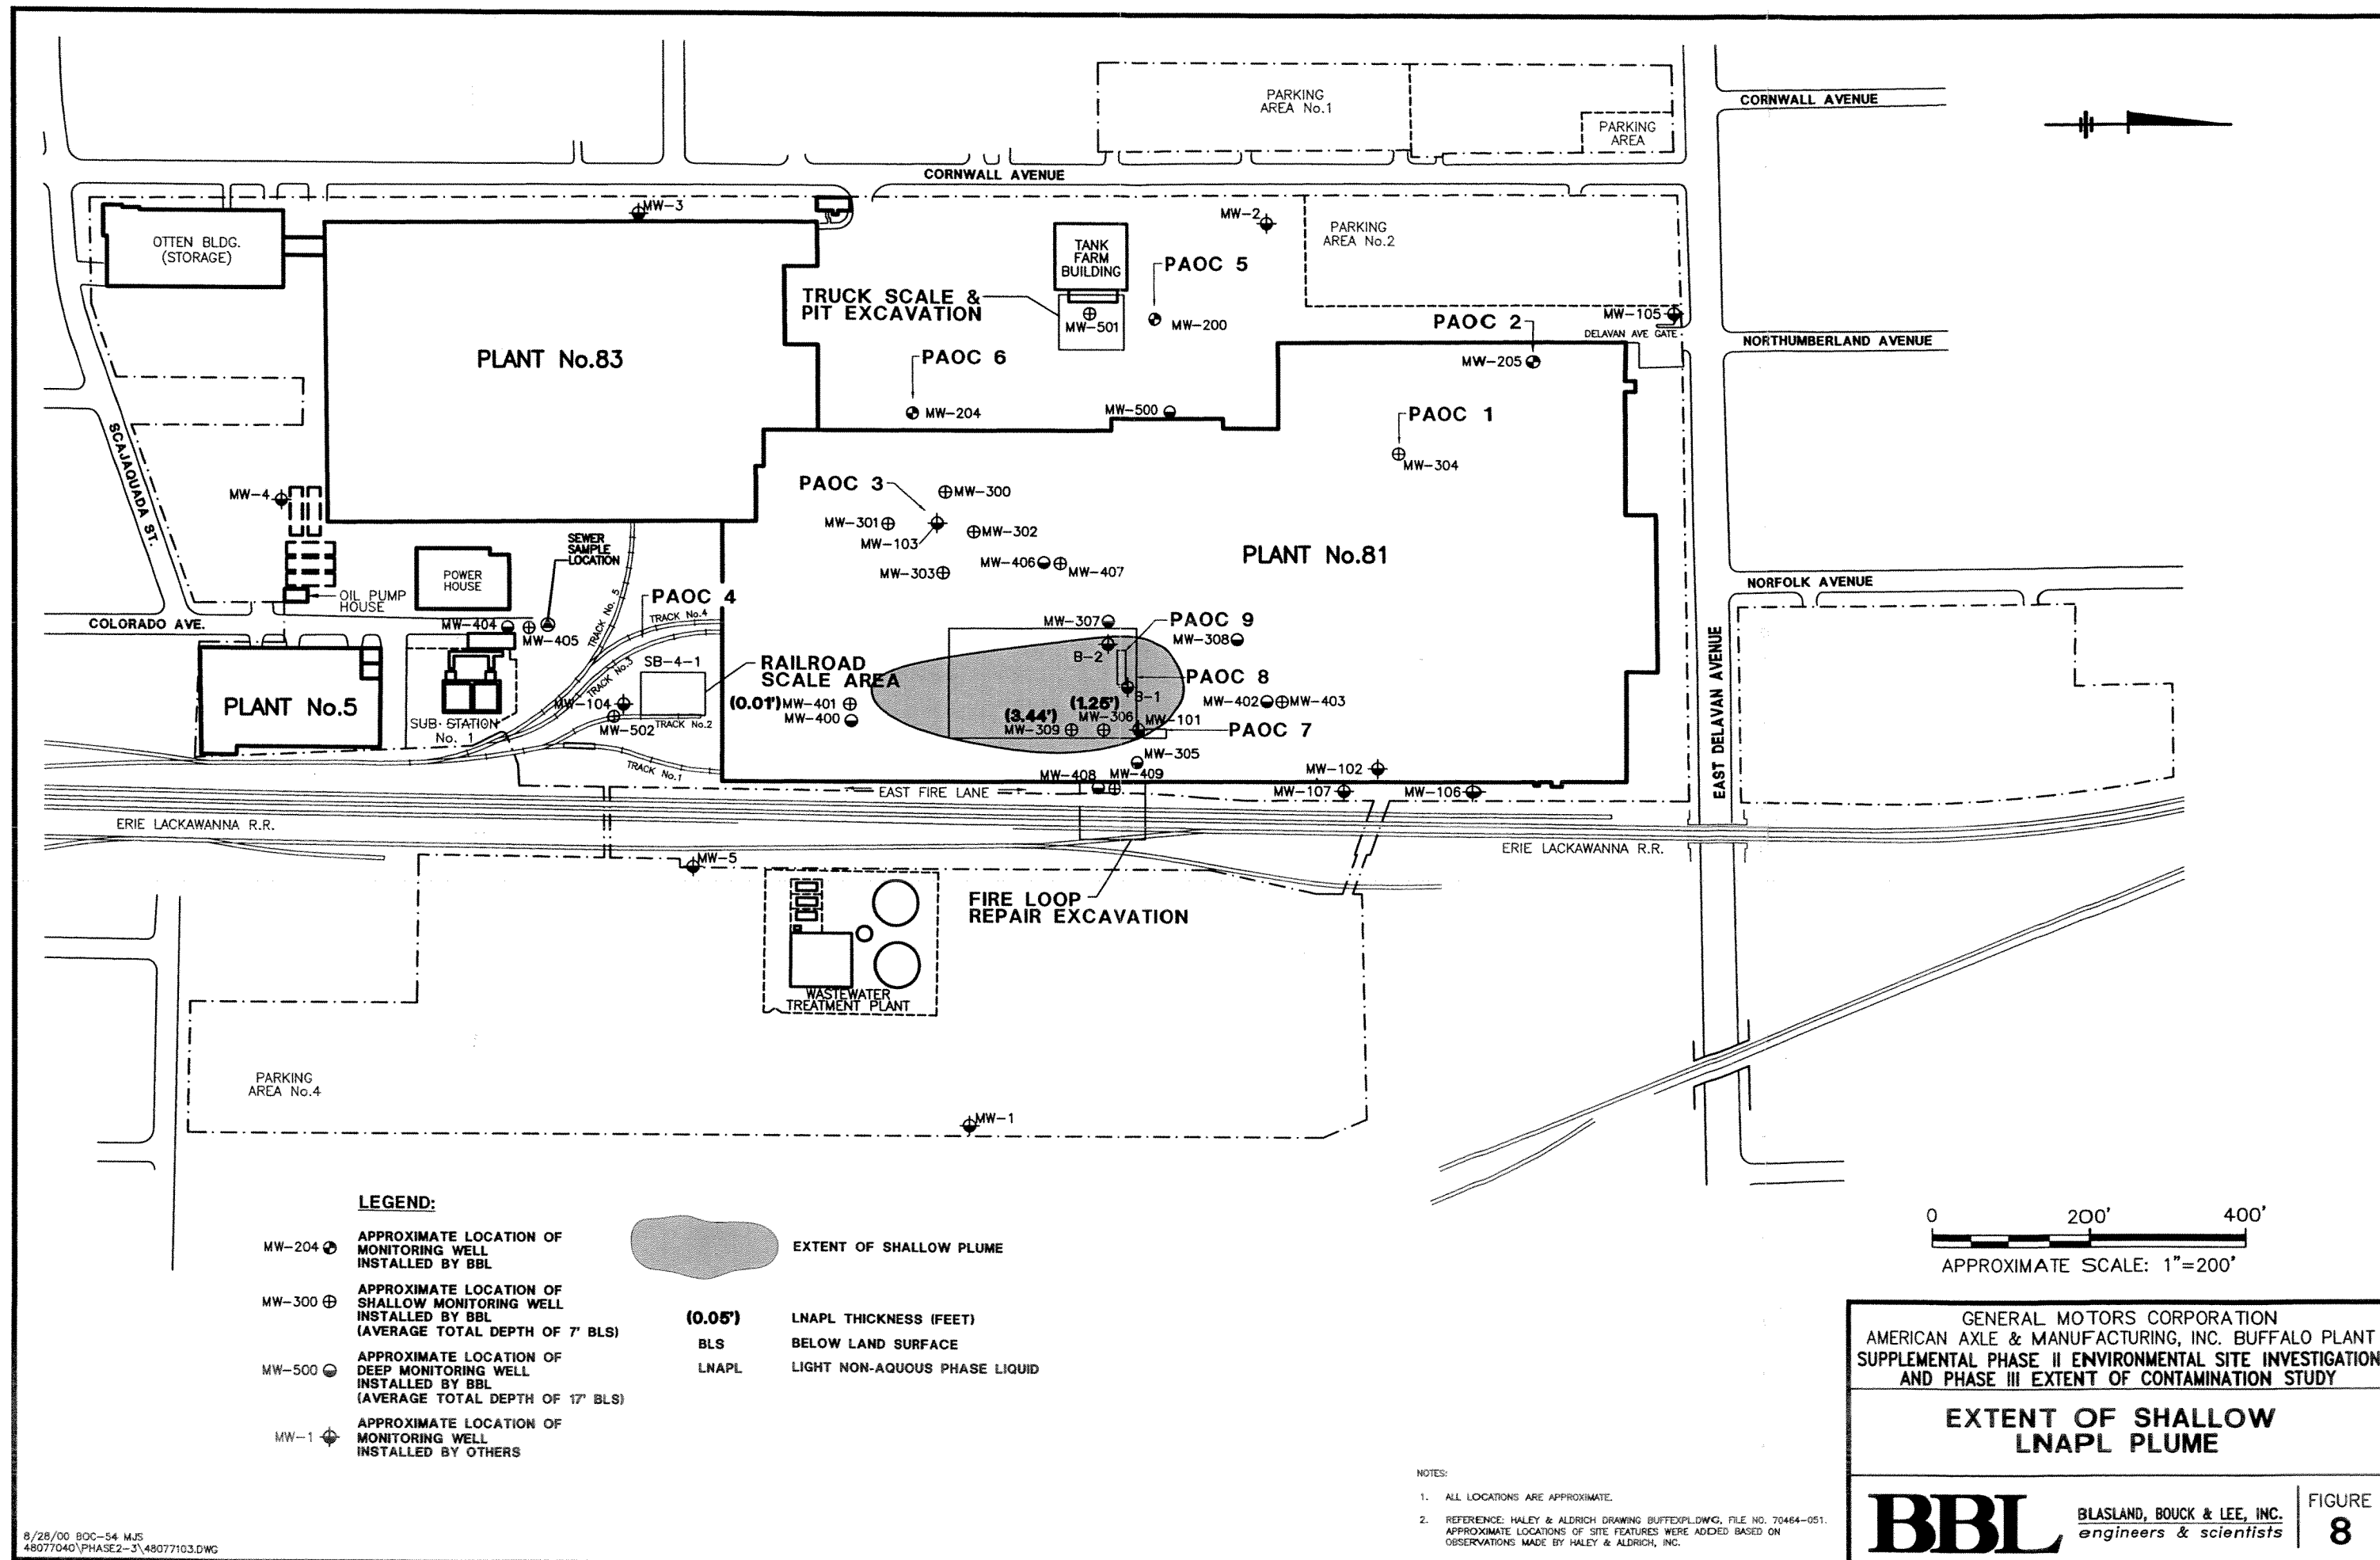 CORNWALL AVENUE
PARKING
AREA No.1
PARKING
AREA
CORNWALL AVENUE
MW-3
MW-2
OTTEN BLDG.
(STORAGE)
TANK
FARM
BUILDING
PARKING
AREA No.2
PAOC 5
TRUCK SCALE &
PIT EXCAVATION
MW-501
MW-200
PAOC 2
MW-105
DELAVAN AVE GATE
NORTHUMBERLAND AVENUE
PLANT No.83
PAOC 6
MW-205
MW-204
MW-500
PAOC 1
MW-304
SCAJAQUADA ST.
MW-4
PAOC 3
MW-300
MW-301
MW-302
MW-103
MW-406
MW-407
MW-303
PLANT No.81
SEWER
SAMPLE
LOCATION
POWER
HOUSE
OIL PUMP
HOUSE
NORFOLK AVENUE
COLORADO AVE.
MW-404
MW-405
TRACK No. 5
PAOC 4
TRACK No.4
TRACK No.3
MW-307
PAOC 9
MW-308
B-2
SB-4-1
RAILROAD
SCALE AREA
PAOC 8
B-1
EAST DELAVAN AVENUE
PLANT No.5
SUB-STATION
No. 1
MW-104
MW-502
TRACK No.2
(0.01')
MW-401
MW-400
(1.25')
MW-306
(3.44')
MW-309
MW-101
MW-402
MW-403
PAOC 7
TRACK No.1
MW-305
MW-408
MW-409
MW-102
EAST FIRE LANE
MW-107
MW-106
ERIE LACKAWANNA R.R.
ERIE LACKAWANNA R.R.
MW-5
FIRE LOOP
REPAIR EXCAVATION
WASTEWATER
TREATMENT PLANT
PARKING
AREA No.4
MW-1
LEGEND:
MW-204
APPROXIMATE LOCATION OF
MONITORING WELL
INSTALLED BY BBL
MW-300
APPROXIMATE LOCATION OF
SHALLOW MONITORING WELL
INSTALLED BY BBL
(AVERAGE TOTAL DEPTH OF 7' BLS)
MW-500
APPROXIMATE LOCATION OF
DEEP MONITORING WELL
INSTALLED BY BBL
(AVERAGE TOTAL DEPTH OF 17' BLS)
MW-1
APPROXIMATE LOCATION OF
MONITORING WELL
INSTALLED BY OTHERS
EXTENT OF SHALLOW PLUME
(0.05') LNAPL THICKNESS (FEET)
BLS BELOW LAND SURFACE
LNAPL LIGHT NON-AQUOUS PHASE LIQUID
0 200' 400'
APPROXIMATE SCALE: 1"=200'
GENERAL MOTORS CORPORATION
AMERICAN AXLE & MANUFACTURING, INC. BUFFALO PLANT
SUPPLEMENTAL PHASE II ENVIRONMENTAL SITE INVESTIGATION
AND PHASE III EXTENT OF CONTAMINATION STUDY
EXTENT OF SHALLOW
LNAPL PLUME
BBL
BLASLAND, BOUCK & LEE, INC.
engineers & scientists
FIGURE
8
NOTES:
1. ALL LOCATIONS ARE APPROXIMATE.
2. REFERENCE: HALEY & ALDRICH DRAWING BUFFEXPL.DWG, FILE NO. 70464-051.
APPROXIMATE LOCATIONS OF SITE FEATURES WERE ADDED BASED ON
OBSERVATIONS MADE BY HALEY & ALDRICH, INC.
8/28/00 BOC-54 MJS
48077040\PHASE2-3\48077103.DWG